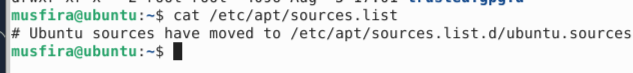 musfira@ubuntu:~$ cat /etc/apt/sources.list
# Ubuntu sources have moved to /etc/apt/sources.list.d/ubuntu.sources
musfira@ubuntu:~$